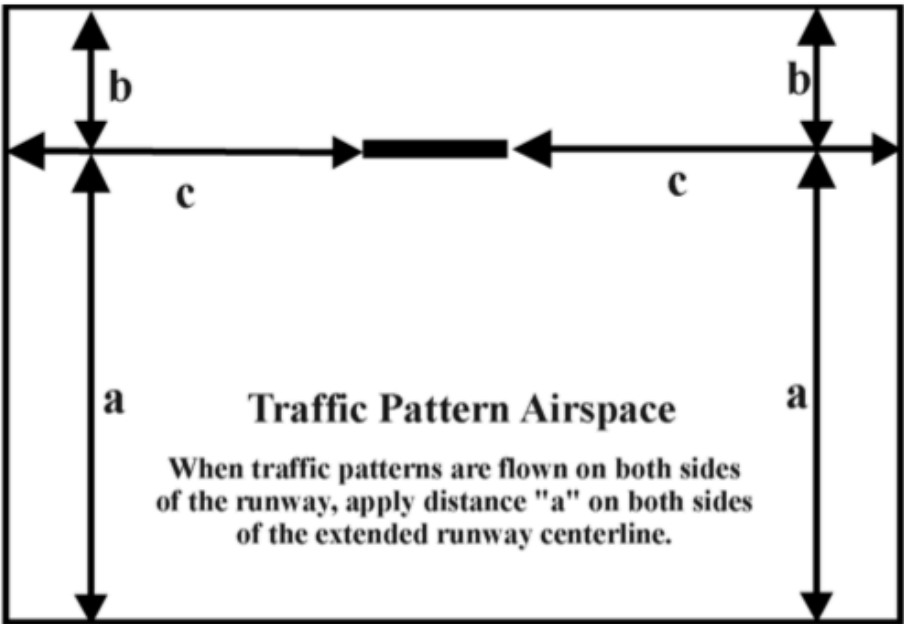 b
b
c
c
a
a
Traffic Pattern Airspace
When traffic patterns are flown on both sides
of the runway, apply distance "a" on both sides
of the extended runway centerline.